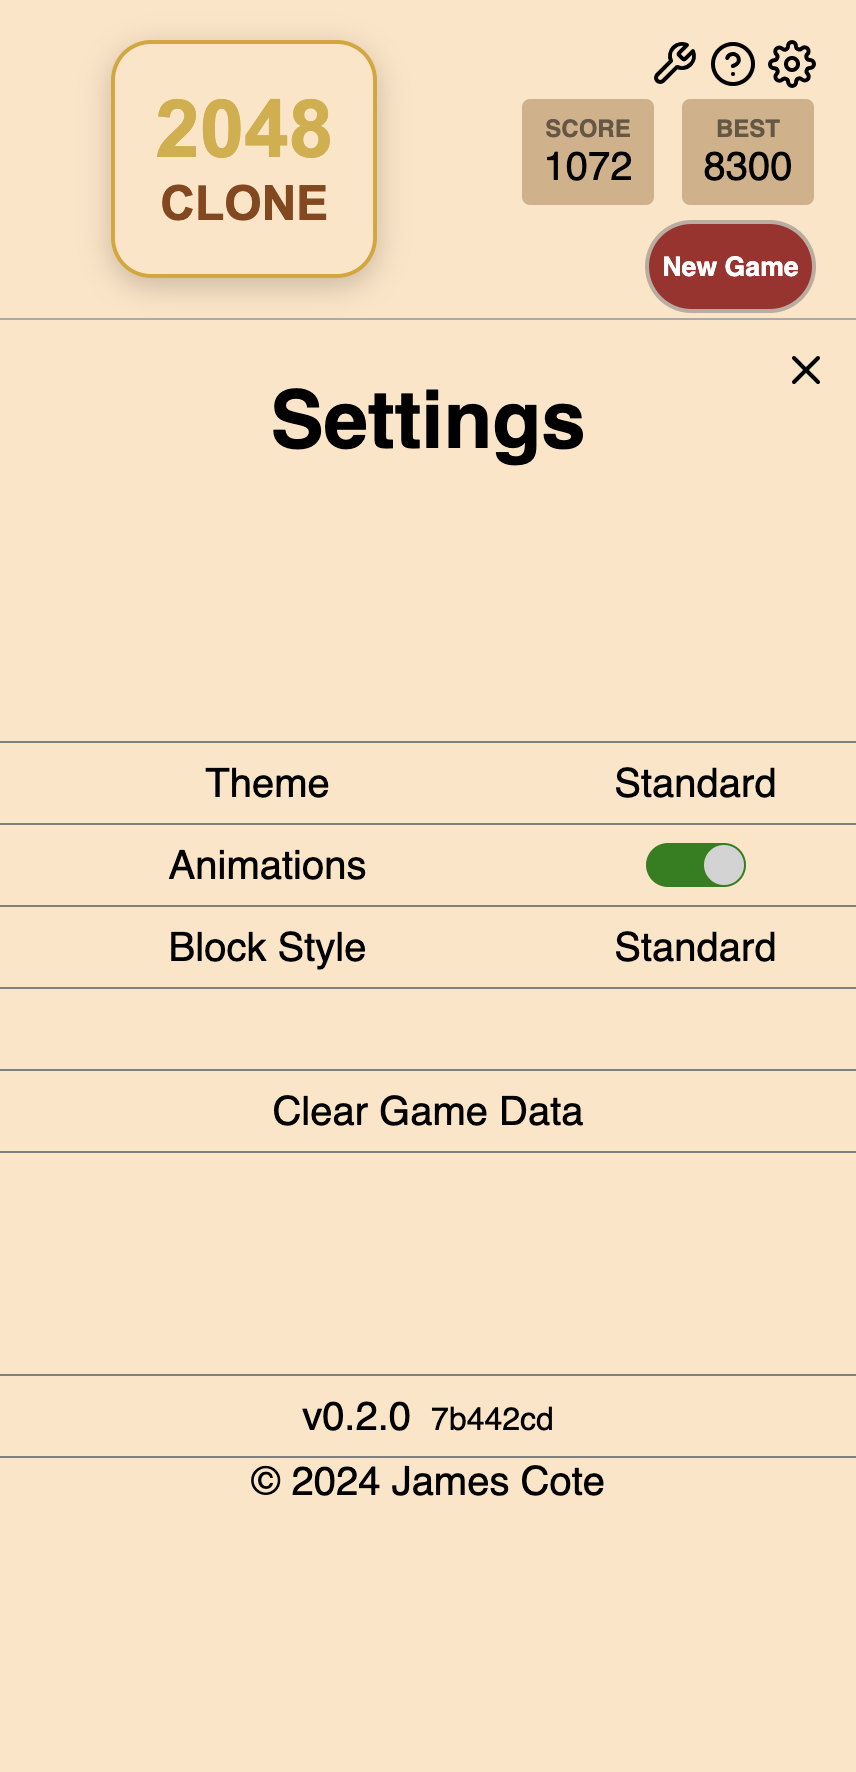 2048
CLONE
SCORE
1072
BEST
8300
New Game
Settings
Theme Standard
Animations
Block Style Standard
Clear Game Data
v0.2.0 7b442cd
© 2024 James Cote